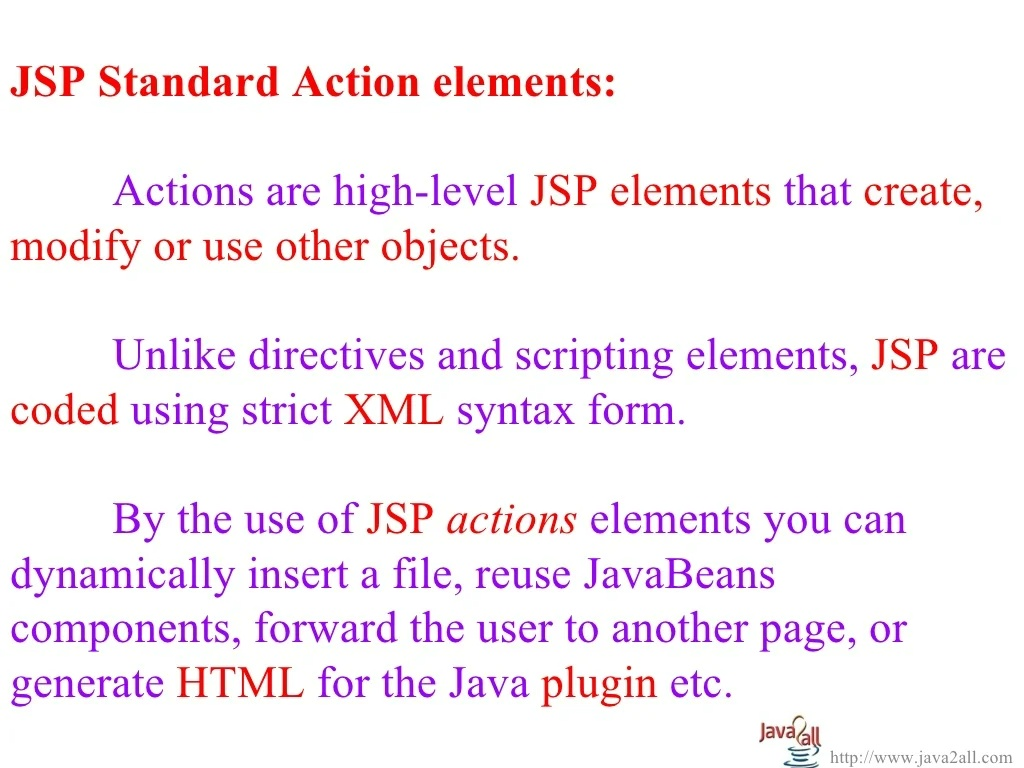 JSP Standard Action elements:
Actions are high-level JSP elements that create,
modify or use other objects.
Unlike directives and scripting elements, JSP are
coded using strict XML syntax form.
By the use of JSP actions elements you can
dynamically insert a file, reuse JavaBeans
components, forward the user to another page, or
generate HTML for the Java plugin etc.
Java2all
http://www.java2all.com